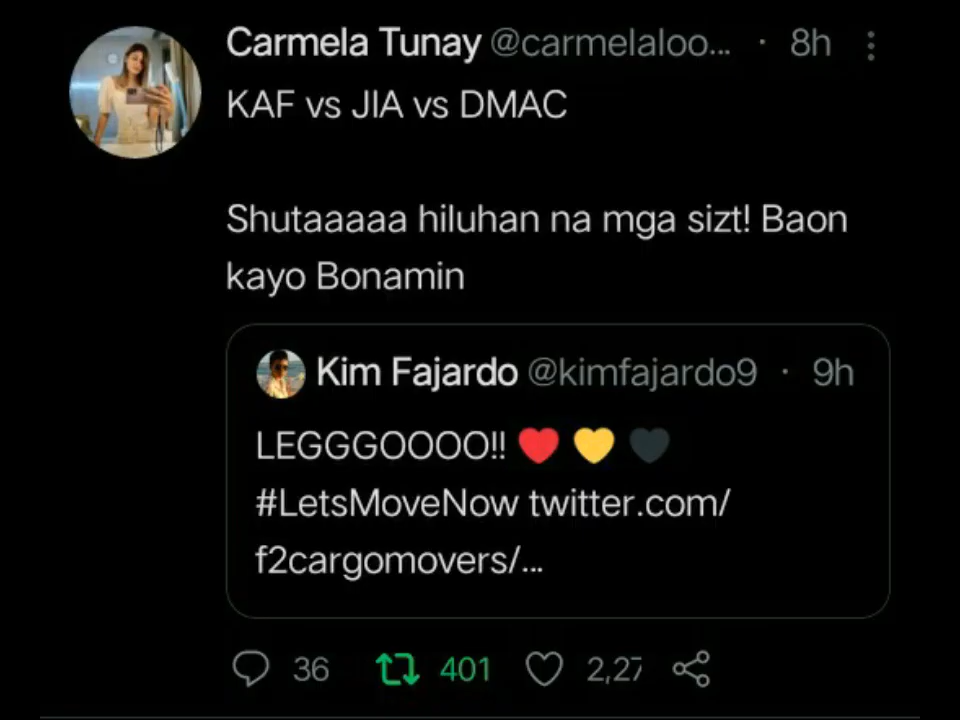 Carmela Tunay @carmelaloo... · 8h
KAF vs JIA vs DMAC
Shutaaaaa hiluhan na mga sizt! Baon
kayo Bonamin
Kim Fajardo @kimfajardo9 · 9h
LEGGGOOOO!! ❤️ 💛 🖤
#LetsMoveNow twitter.com/
f2cargomovers/...
36 401 2,27